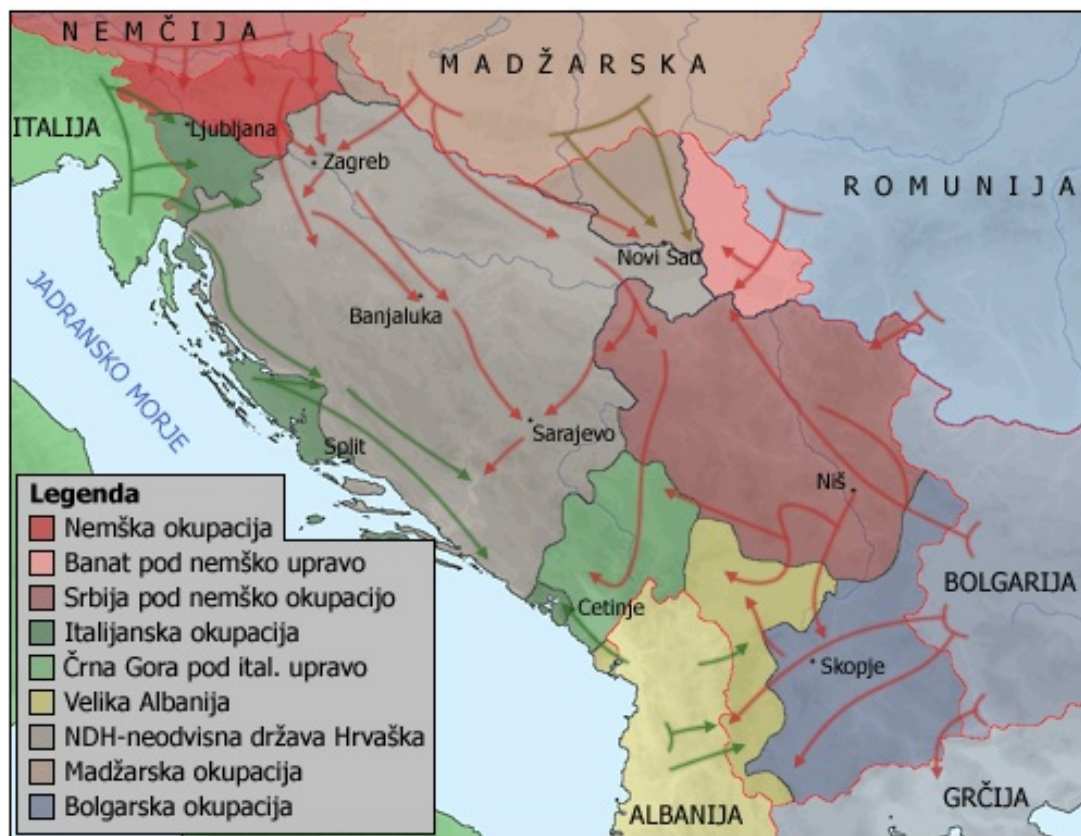 NEMČIJA
MADŽARSKA
ITALIJA
Ljubljana
Zagreb
ROMUNIJA
Novi Sad
JADRANSKO MORJE
Banjaluka
Sarajevo
Split
Niš
Legenda
Nemška okupacija
Banat pod nemško upravo
Srbija pod nemško okupacijo
Italijanska okupacija
Črna Gora pod ital. upravo
Velika Albanija
NDH-neodvisna država Hrvaška
Madžarska okupacija
Bolgarska okupacija
BOLGARIJA
Cetinje
Skopje
ALBANIJA
GRČIJA